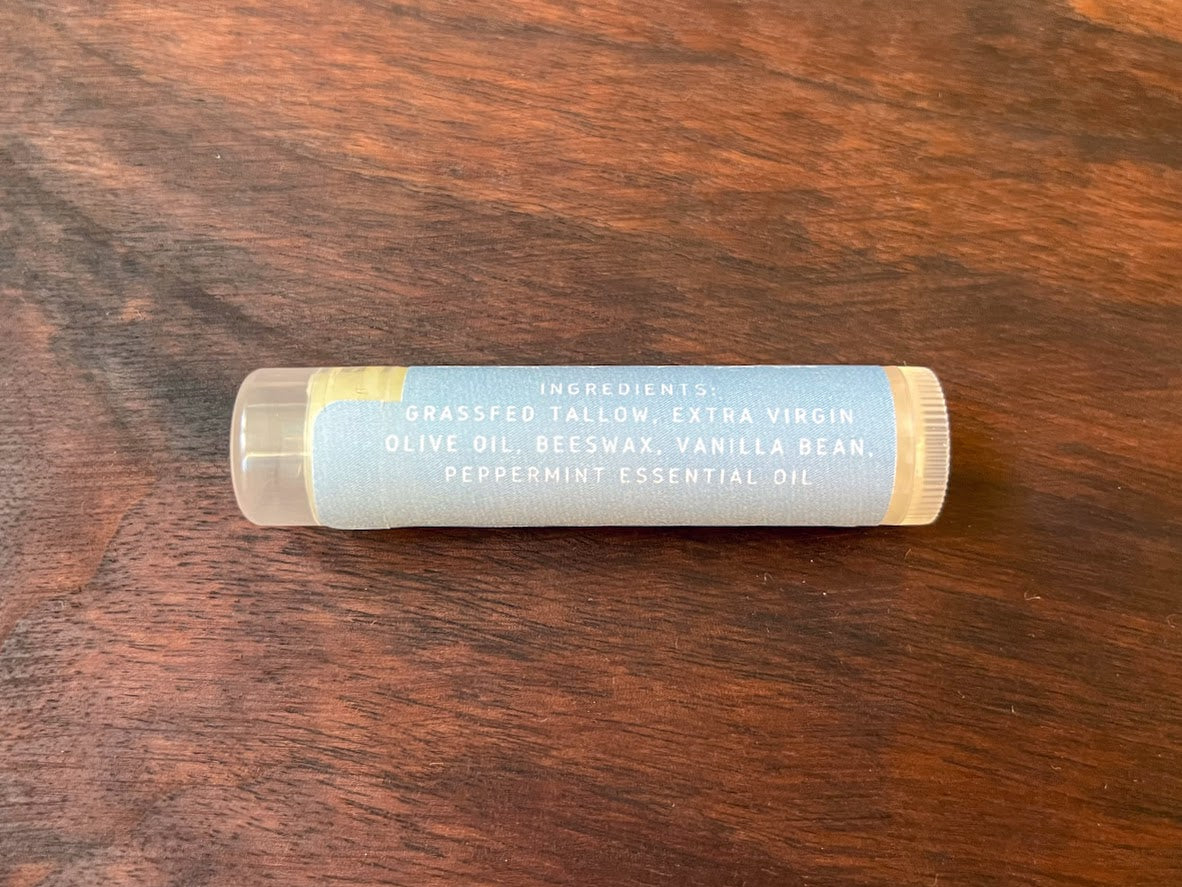 INGREDIENTS:
GRASSFED TALLOW, EXTRA VIRGIN
OLIVE OIL, BEESWAX, VANILLA BEAN,
PEPPERMINT ESSENTIAL OIL